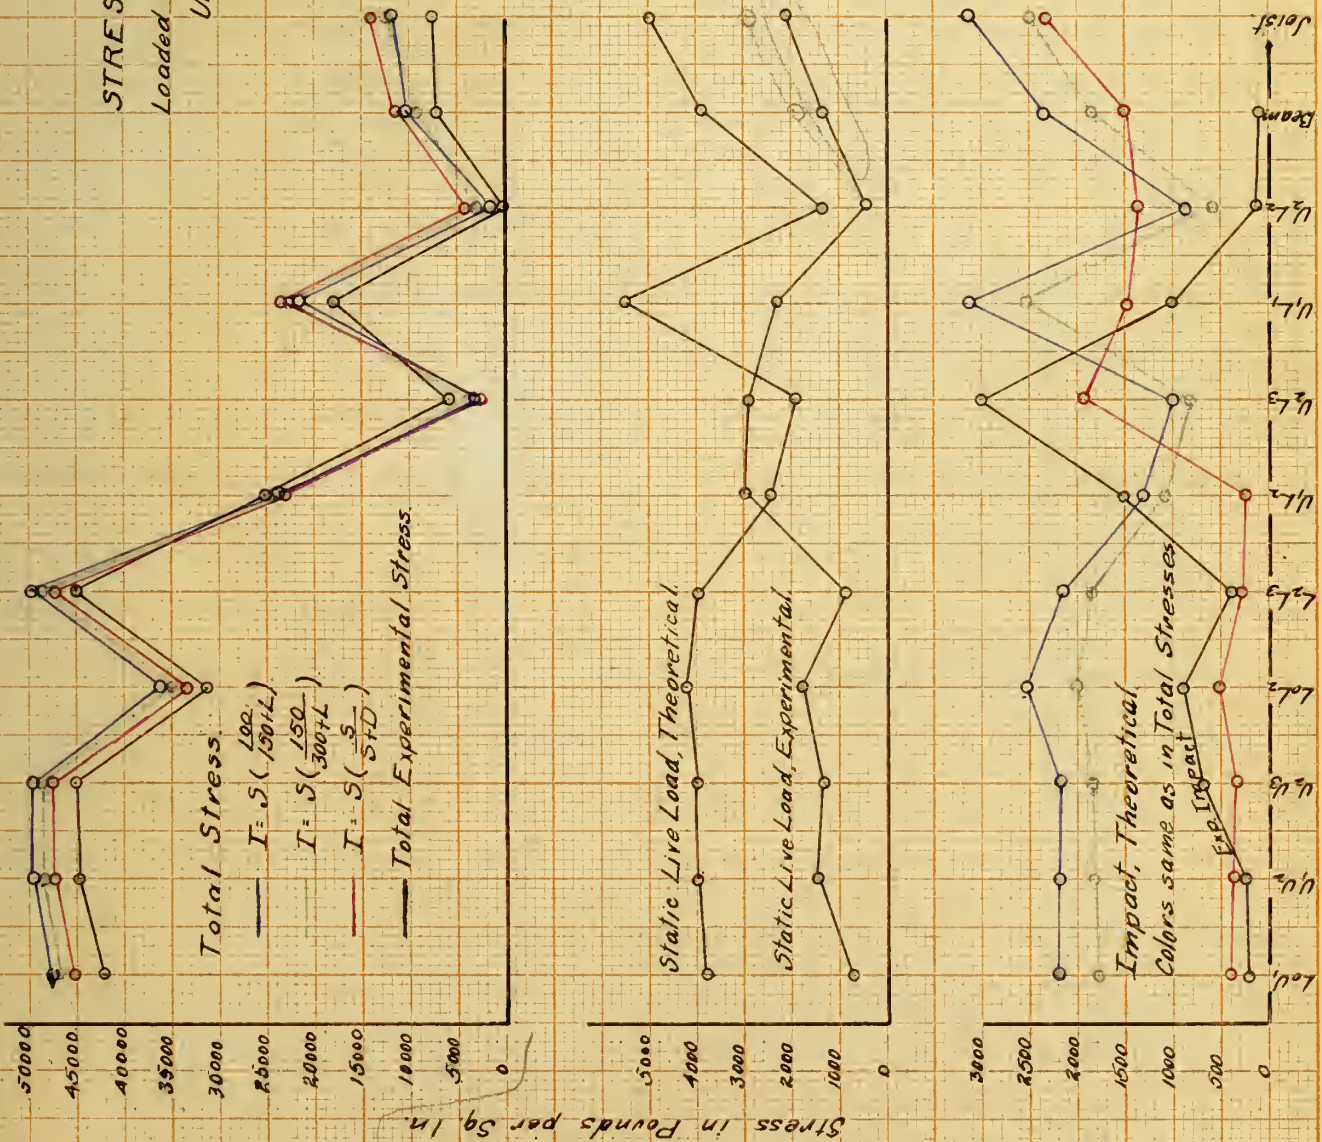 STRES
Loaded
U
50000
45000
40000
35000
30000
25000
20000
15000
10000
5000
0
Total Stress.
I = S(100/150+L)
I = S(150/300+L)
I = S(S/S+D)
Total Experimental Stress.
5000
4000
3000
2000
1000
0
Static Live Load, Theoretical.
Static Live Load, Experimental.
Stress in Pounds per Sq. In.
3000
2500
2000
1500
1000
500
0
Impact, Theoretical
Colors same as in Total Stresses
Exp. Impact
L₀U₁
U₁U₂
U₂U₃
L₀L₂
L₂L₃
U₁L₂
U₂L₃
U₁L₁
U₂L₂
Beam
Joist.